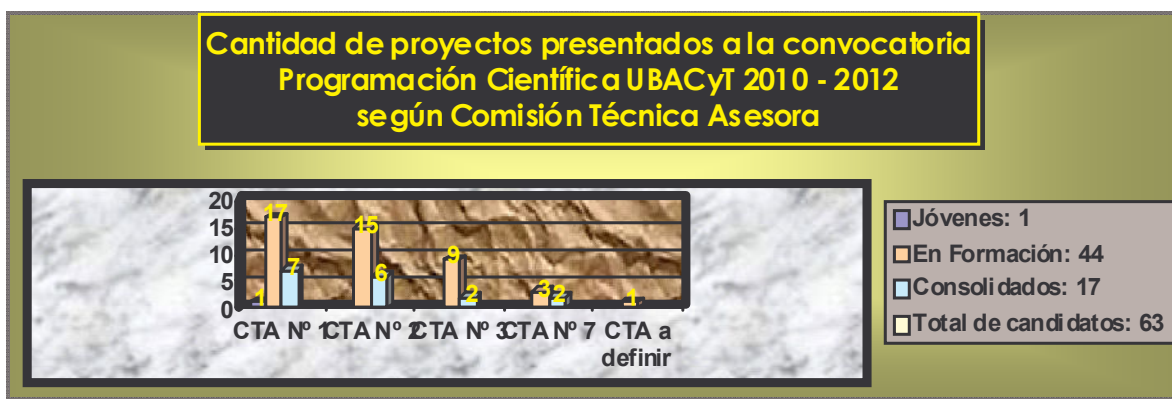 Cantidad de proyectos presentados a la convocatoria
Programación Científica UBACyT 2010 - 2012
según Comisión Técnica Asesora
20
15
10
5
0
1
17
7
15
6
9
2
3
2
1
CTA Nº 1
CTA Nº 2
CTA Nº 3
CTA Nº 7
CTA a
definir
Jóvenes: 1
En Formación: 44
Consolidados: 17
Total de candidatos: 63